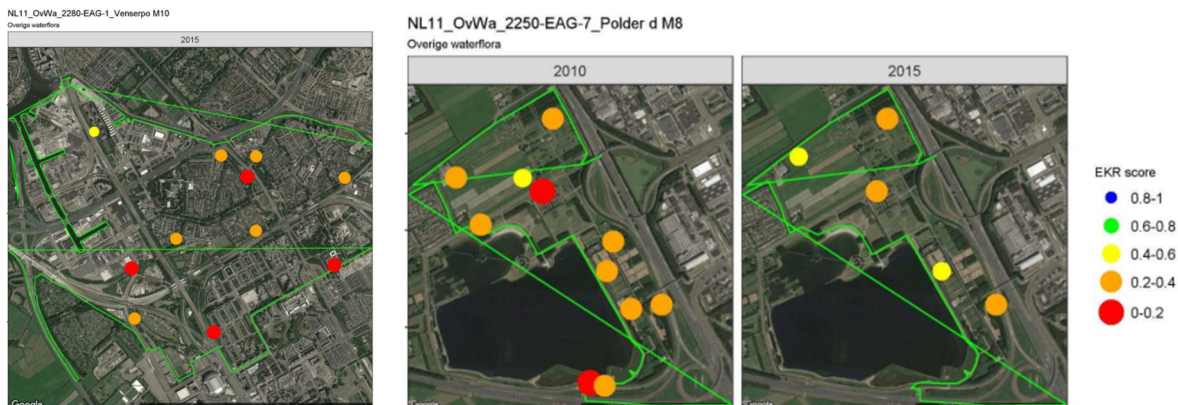 NL11_OvWa_2280-EAG-1_Venserpo M10
Overige waterflora
2015
Google
NL11_OvWa_2250-EAG-7_Polder d M8
Overige waterflora
2010
2015
Google
Google
EKR score
0.8-1
0.6-0.8
0.4-0.6
0.2-0.4
0-0.2